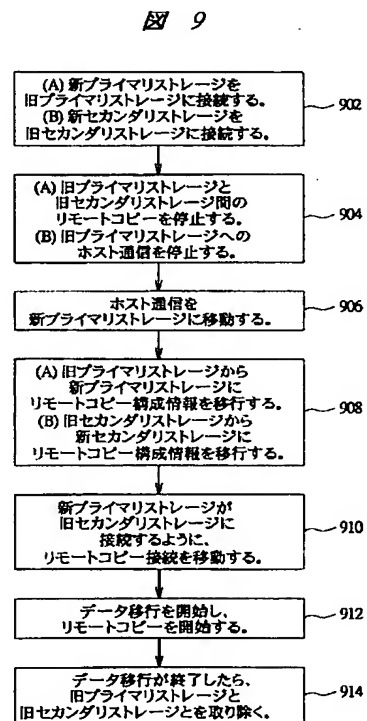 図 9
(A) 新プライマリストレージを
旧プライマリストレージに接続する。
(B) 新セカンダリストレージを
旧セカンダリストレージに接続する。
902
(A) 旧プライマリストレージと
旧セカンダリストレージ間の
リモートコピーを停止する。
(B) 旧プライマリストレージへの
ホスト通信を停止する。
904
ホスト通信を
新プライマリストレージに移動する。
906
(A) 旧プライマリストレージから
新プライマリストレージに
リモートコピー構成情報を移行する。
(B) 旧セカンダリストレージから
新セカンダリストレージに
リモートコピー構成情報を移行する。
908
新プライマリストレージが
旧セカンダリストレージに
接続するように、
リモートコピー接続を移動する。
910
データ移行を開始し、
リモートコピーを開始する。
912
データ移行が終了したら、
旧プライマリストレージと
旧セカンダリストレージとを取り除く。
914